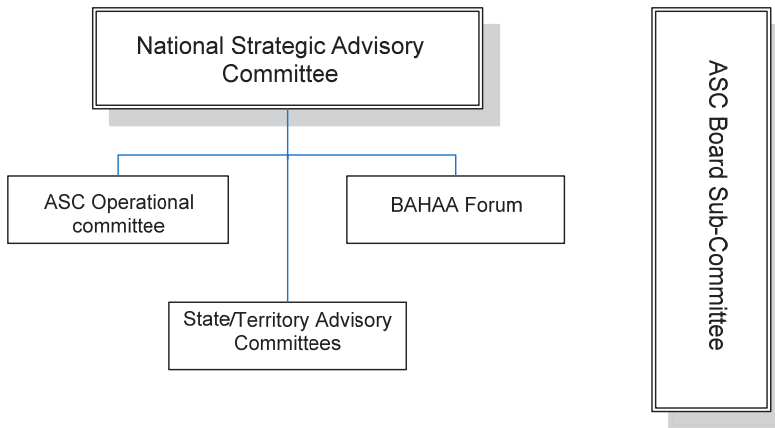 National Strategic Advisory
Committee
ASC Operational
committee
BAHAA Forum
State/Territory Advisory
Committees
ASC Board Sub-Committee